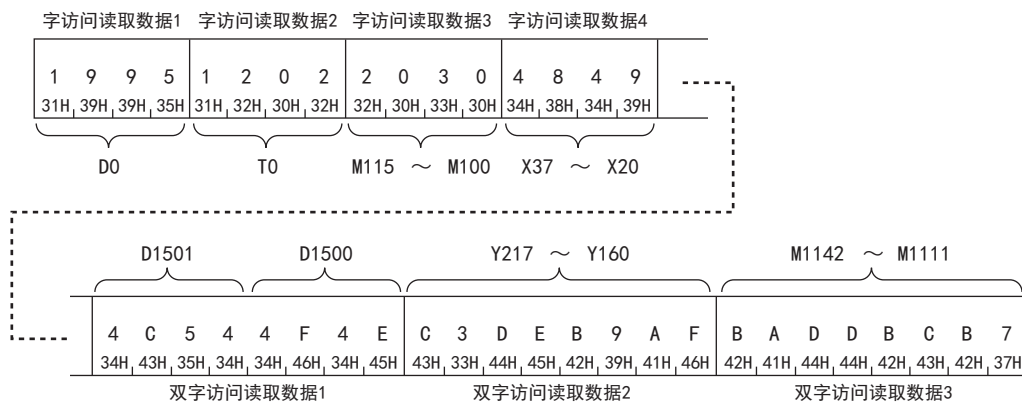 字访问读取数据1 字访问读取数据2 字访问读取数据3 字访问读取数据4
1 9 9 5 1 2 0 2 2 0 3 0 4 8 4 9
31H 39H 39H 35H 31H 32H 30H 32H 32H 30H 33H 30H 34H 38H 34H 39H
D0 T0 M115 ～ M100 X37 ～ X20
D1501 D1500 Y217 ～ Y160 M1142 ～ M1111
4 C 5 4 4 F 4 E C 3 D E B 9 A F B A D D B C B 7
34H 43H 35H 34H 34H 46H 34H 45H 43H 33H 44H 45H 42H 39H 41H 46H 42H 41H 44H 44H 42H 43H 42H 37H
双字访问读取数据1 双字访问读取数据2 双字访问读取数据3